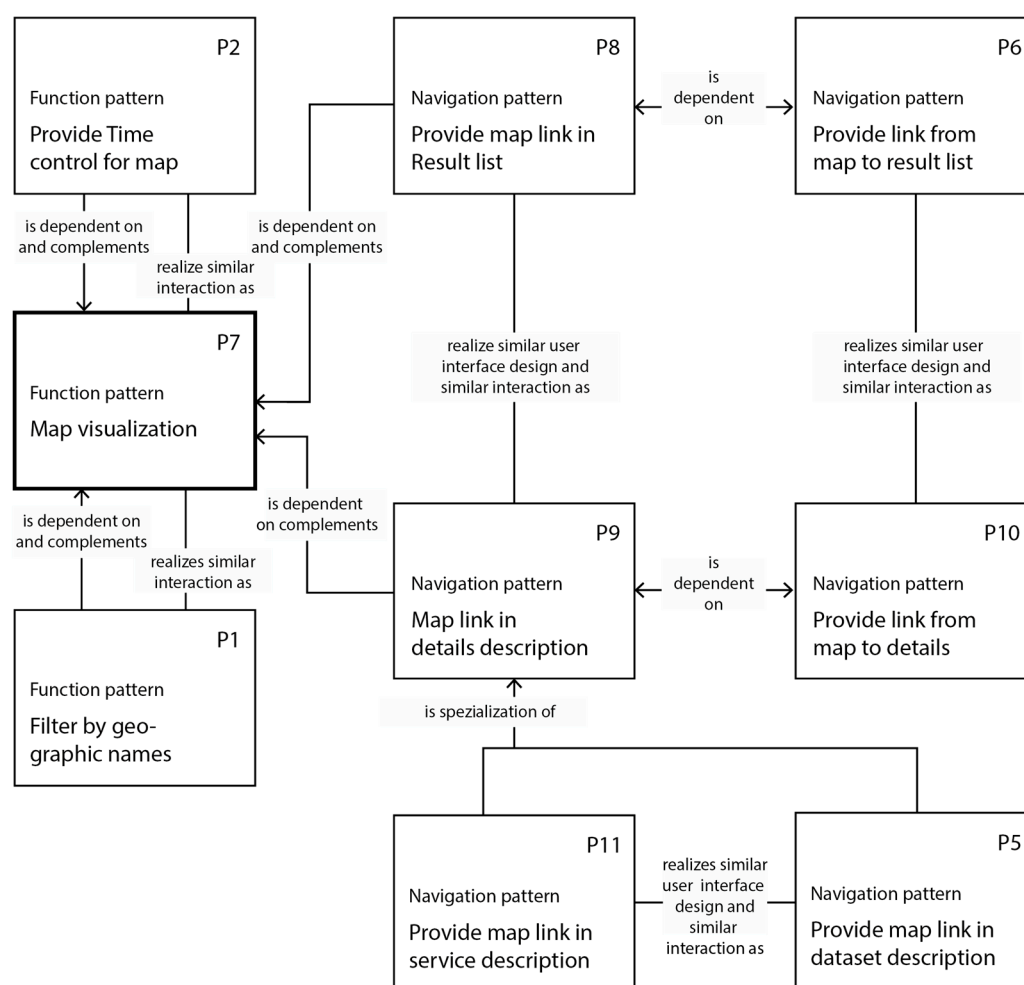 P2
Function pattern
Provide Time
control for map
P8
Navigation pattern
Provide map link in
Result list
is
dependent
on
P6
Navigation pattern
Provide link from
map to result list
is dependent on
and complements
realize similar
interaction as
is dependent on
and complements
P7
Function pattern
Map visualization
realize similar user
interface design and
similar interaction as
realizes similar user
interface design and
similar interaction as
is dependent on
and complements
realizes similar
interaction as
is dependent
on complements
P9
Navigation pattern
Map link in
details description
is
dependent
on
P10
Navigation pattern
Provide link from
map to details
P1
Function pattern
Filter by geo-
graphic names
is spezialization of
P11
Navigation pattern
Provide map link in
service description
realizes similar
user interface
design and
similar
interaction as
P5
Navigation pattern
Provide map link in
dataset description